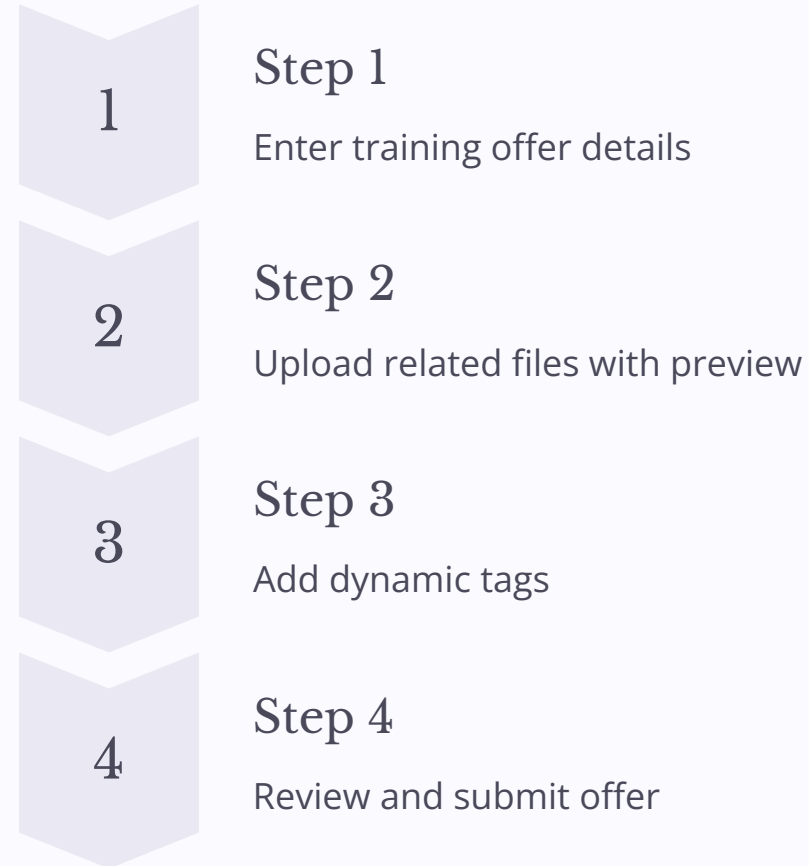 1
Step 1
Enter training offer details
2
Step 2
Upload related files with preview
3
Step 3
Add dynamic tags
4
Step 4
Review and submit offer